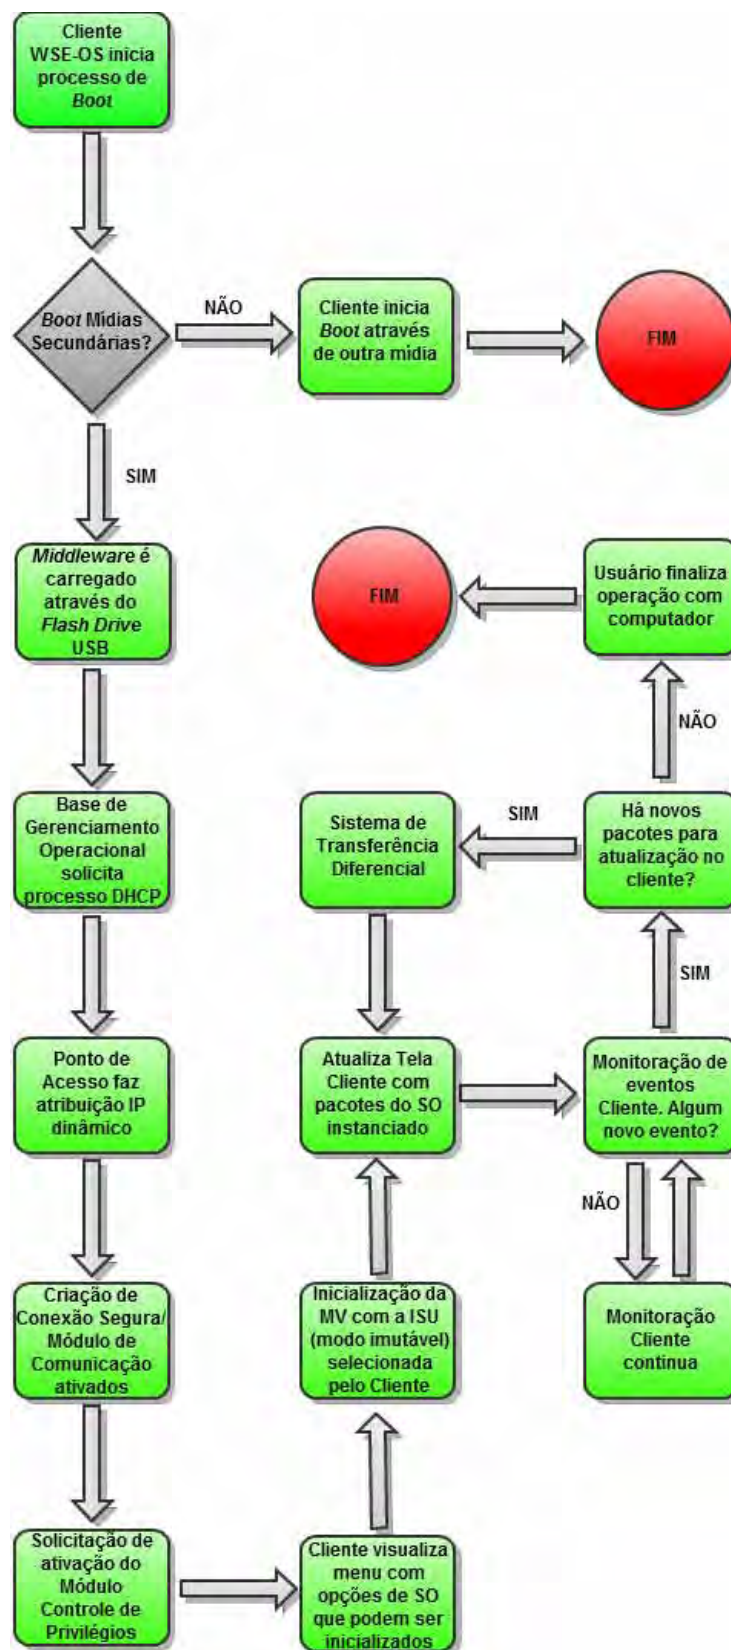 Cliente
WSE-OS inicia
processo de
Boot
Boot Mídias
Secundárias?
NÃO
Cliente inicia
Boot através
de outra mídia
FIM
SIM
Middleware é
carregado
através do
Flash Drive
USB
Base de
Gerenciamento
Operacional
solicita
processo DHCP
Ponto de
Acesso faz
atribuição IP
dinâmico
Criação de
Conexão Segura/
Módulo de
Comunicação
ativados
Solicitação de
ativação do
Módulo
Controle de
Privilégios
Cliente visualiza
menu com
opções de SO
que podem ser
inicializados
Inicialização da
MV com a ISU
(modo imutável)
selecionada
pelo Cliente
Atualiza Tela
Cliente com
pacotes do SO
instanciado
Monitoração de
eventos
Cliente. Algum
novo evento?
NÃO
Monitoração
Cliente
continua
SIM
Há novos
pacotes para
atualização no
cliente?
SIM
Sistema de
Transferência
Diferencial
NÃO
Usuário finaliza
operação com
computador
FIM